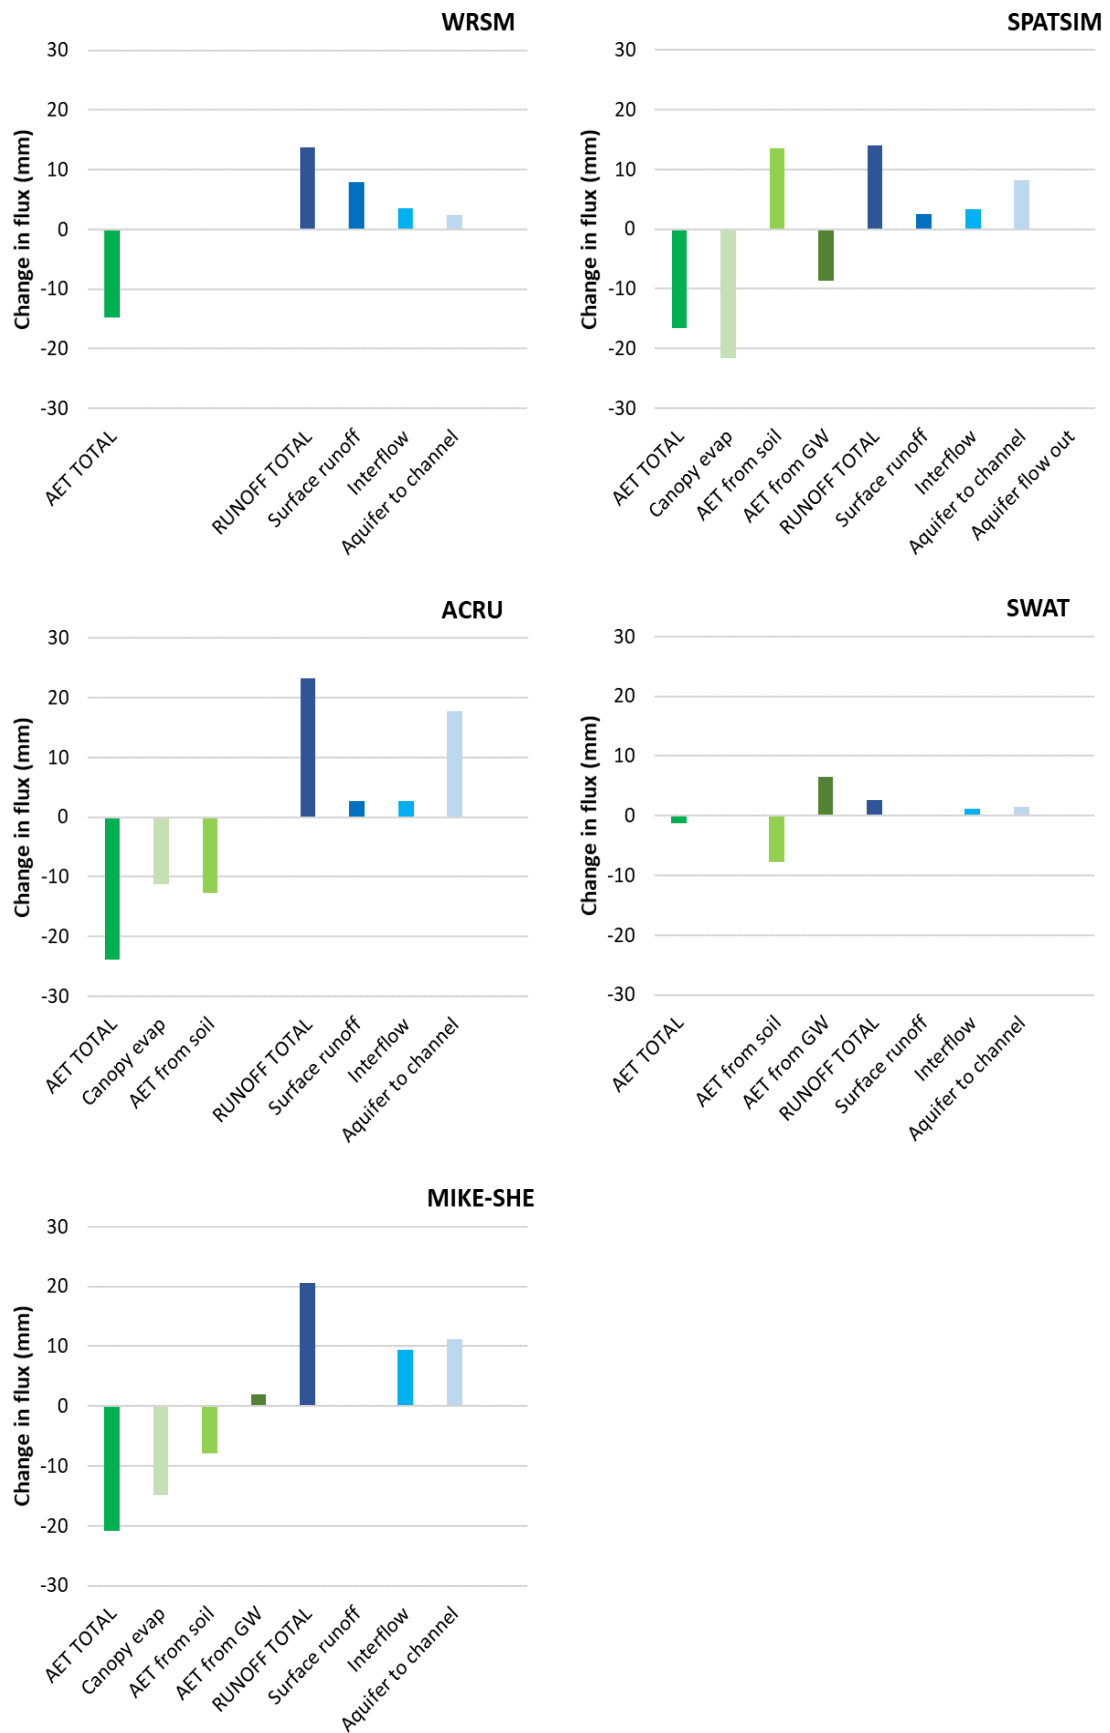 WRSM
30
20
10
0
-10
-20
-30
Change in flux (mm)
AET TOTAL
RUNOFF TOTAL
Surface runoff
Interflow
Aquifer to channel
SPATSIM
30
20
10
0
-10
-20
-30
Change in flux (mm)
AET TOTAL
Canopy evap
AET from soil
AET from GW
RUNOFF TOTAL
Surface runoff
Interflow
Aquifer to channel
Aquifer flow out
ACRU
30
20
10
0
-10
-20
-30
Change in flux (mm)
AET TOTAL
Canopy evap
AET from soil
RUNOFF TOTAL
Surface runoff
Interflow
Aquifer to channel
SWAT
30
20
10
0
-10
-20
-30
Change in flux (mm)
AET TOTAL
AET from soil
AET from GW
RUNOFF TOTAL
Surface runoff
Interflow
Aquifer to channel
MIKE-SHE
30
20
10
0
-10
-20
-30
Change in flux (mm)
AET TOTAL
Canopy evap
AET from soil
AET from GW
RUNOFF TOTAL
Surface runoff
Interflow
Aquifer to channel